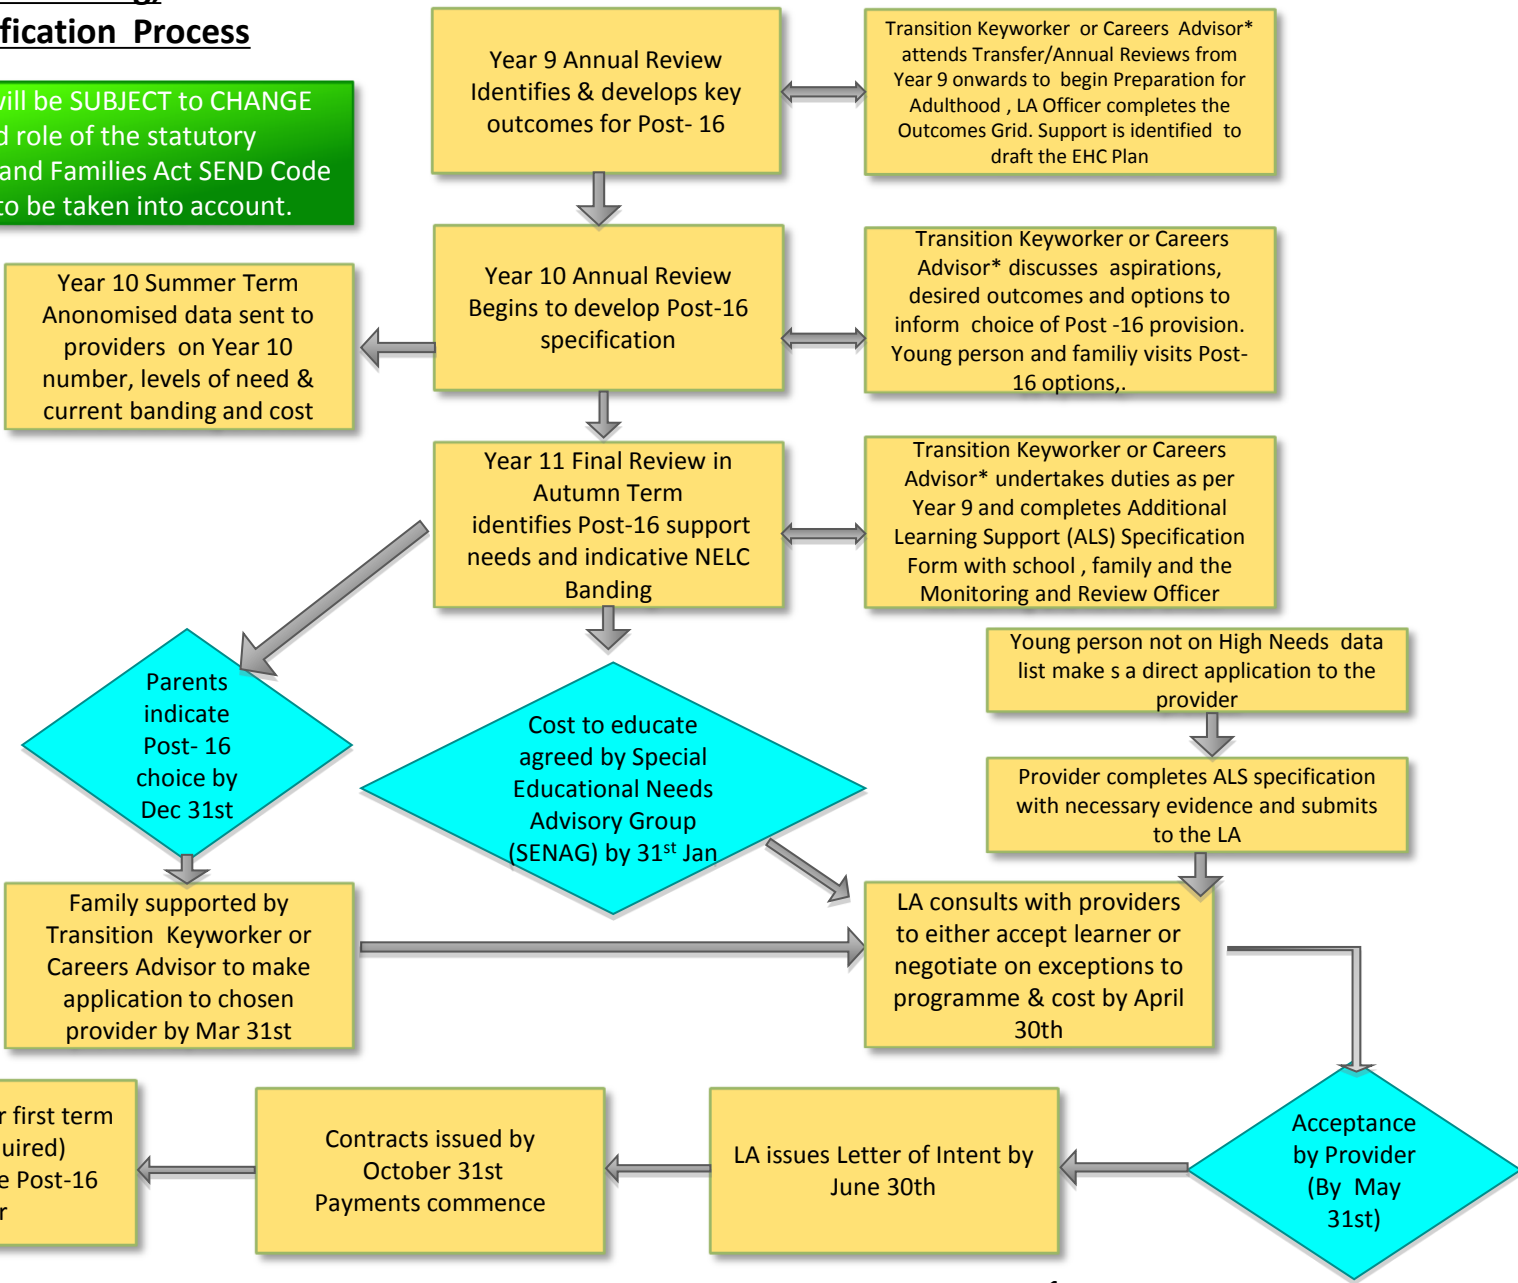 fication Process
will be SUBJECT to CHANGE
role of the statutory
and Families Act SEND Code
to be taken into account.
Year 9 Annual Review
Identifies & develops key
outcomes for Post- 16
Transition Keyworker or Careers Advisor*
attends Transfer/Annual Reviews from
Year 9 onwards to begin Preparation for
Adulthood , LA Officer completes the
Outcomes Grid. Support is identified to
draft the EHC Plan
Year 10 Summer Term
Anonomised data sent to
providers on Year 10
number, levels of need &
current banding and cost
Year 10 Annual Review
Begins to develop Post-16
specification
Transition Keyworker or Careers
Advisor* discusses aspirations,
desired outcomes and options to
inform choice of Post -16 provision.
Young person and familiy visits Post-
16 options,.
Year 11 Final Review in
Autumn Term
identifies Post-16 support
needs and indicative NELC
Banding
Transition Keyworker or Careers
Advisor* undertakes duties as per
Year 9 and completes Additional
Learning Support (ALS) Specification
Form with school , family and the
Monitoring and Review Officer
Parents
indicate
Post- 16
choice by
Dec 31st
Cost to educate
agreed by Special
Educational Needs
Advisory Group
(SENAG) by 31st Jan
Young person not on High Needs data
list make s a direct application to the
provider
Provider completes ALS specification
with necessary evidence and submits
to the LA
Family supported by
Transition Keyworker or
Careers Advisor to make
application to chosen
provider by Mar 31st
LA consults with providers
to either accept learner or
negotiate on exceptions to
programme & cost by April
30th
r first term
uired)
e Post-16
r
Contracts issued by
October 31st
Payments commence
LA issues Letter of Intent by
June 30th
Acceptance
by Provider
(By May
31st)